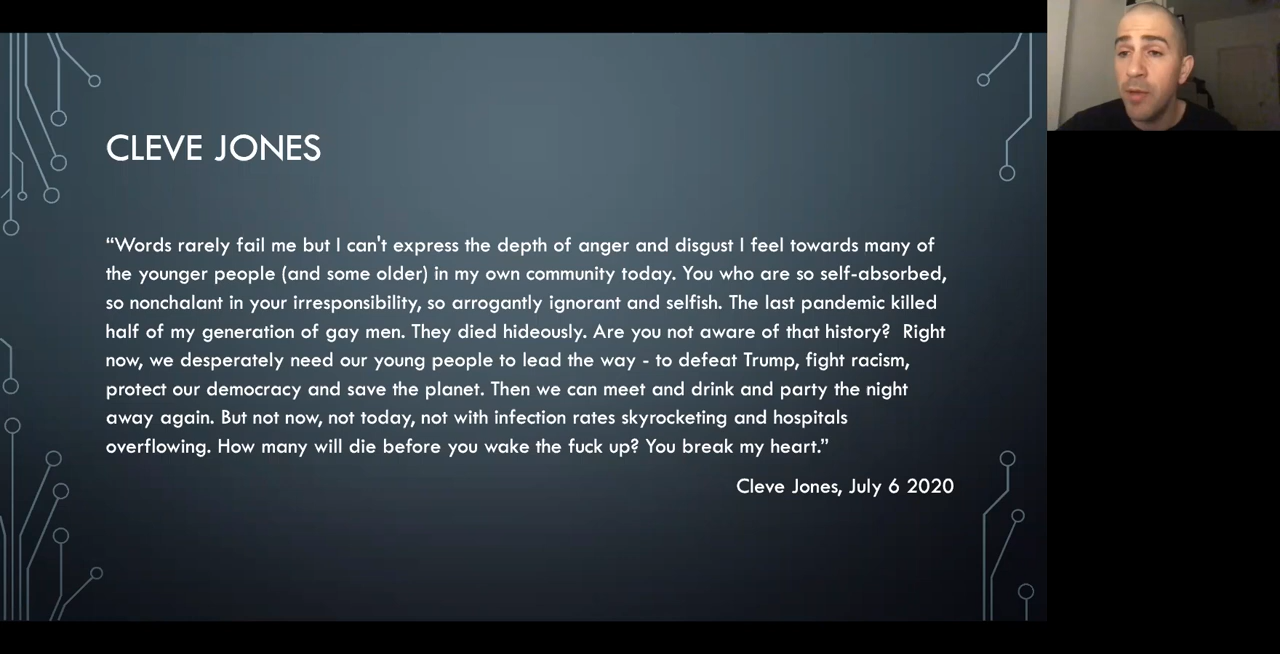 CLEVE JONES
“Words rarely fail me but I can't express the depth of anger and disgust I feel towards many of
the younger people (and some older) in my own community today. You who are so self-absorbed,
so nonchalant in your irresponsibility, so arrogantly ignorant and selfish. The last pandemic killed
half of my generation of gay men. They died hideously. Are you not aware of that history?  Right
now, we desperately need our young people to lead the way - to defeat Trump, fight racism,
protect our democracy and save the planet. Then we can meet and drink and party the night
away again. But not now, not today, not with infection rates skyrocketing and hospitals
overflowing. How many will die before you wake the fuck up? You break my heart.”
Cleve Jones, July 6 2020